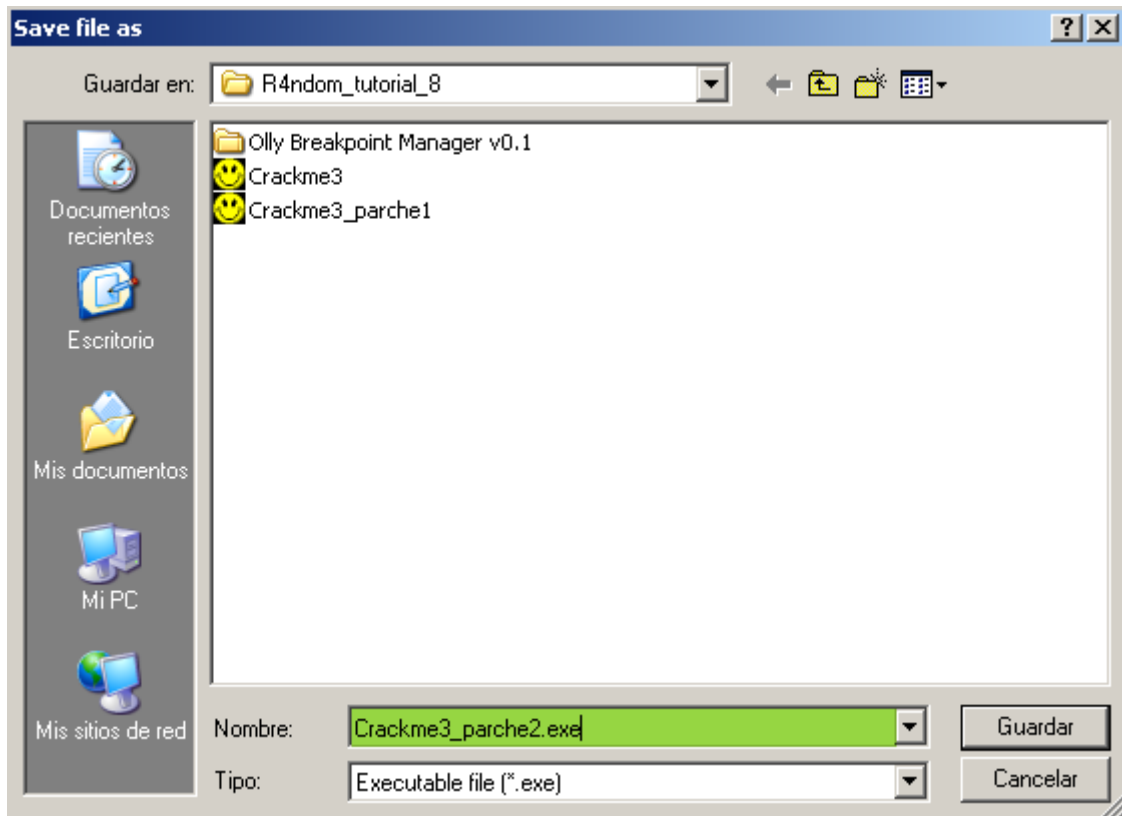 Save file as
Guardar en:
R4ndom_tutorial_8
Documentos
recientes
Escritorio
Mis documentos
Mi PC
Mis sitios de red
Olly Breakpoint Manager v0.1
Crackme3
Crackme3_parche1
Nombre:
Crackme3_parche2.exe
Guardar
Tipo:
Executable file (*.exe)
Cancelar